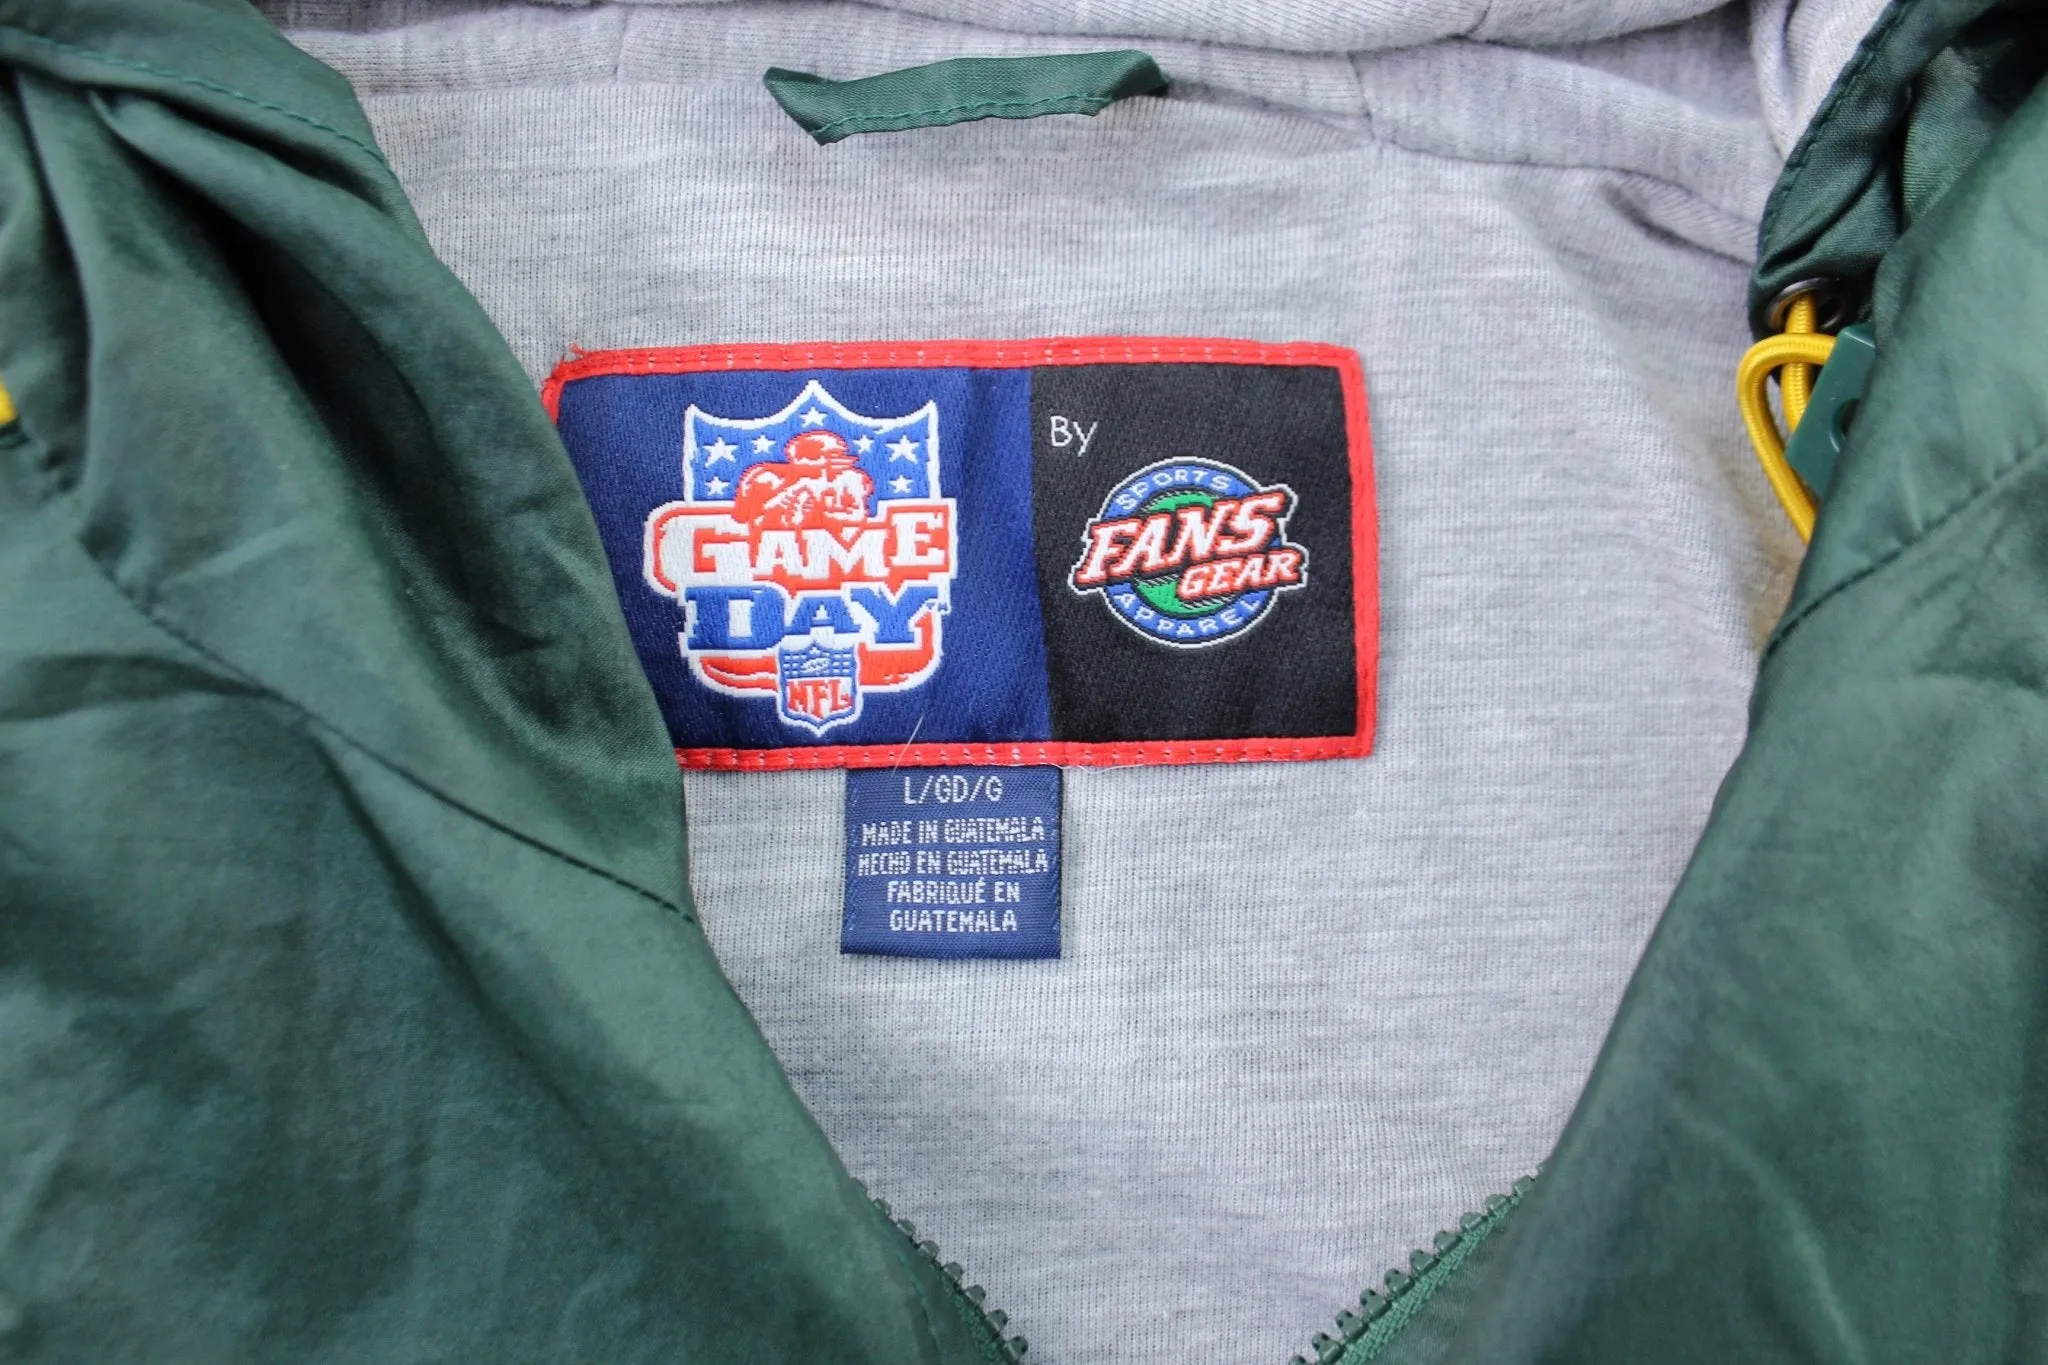 GAME
DAY
NFL
By
SPORTS
FANS
GEAR
APPAREL
L/GD/G
MADE IN GUATEMALA
HECHO EN GUATEMALA
FABRIQUÉ EN
GUATEMALA